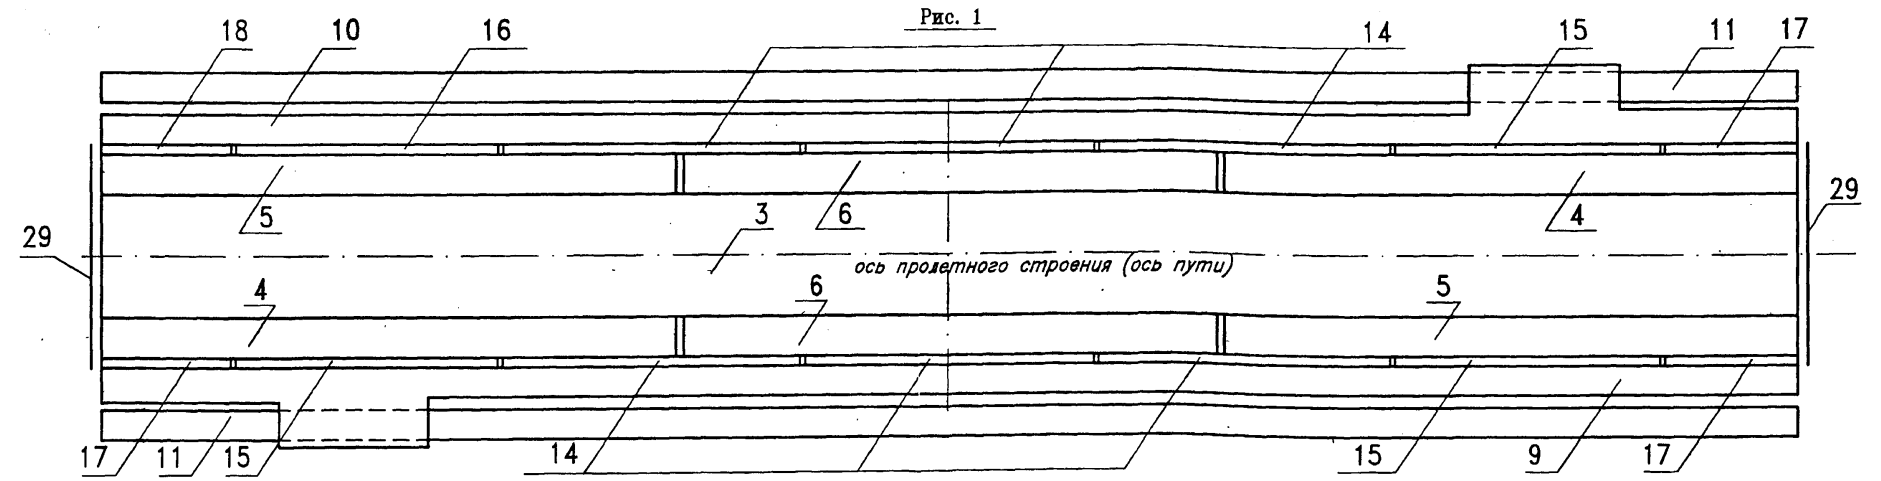 Рис. 1
18 10 16 14 15 11 17
5 6 4
29 3 29
ось пролетного строения (ось пути)
4 6 5
17 11 15 14 15 9 17